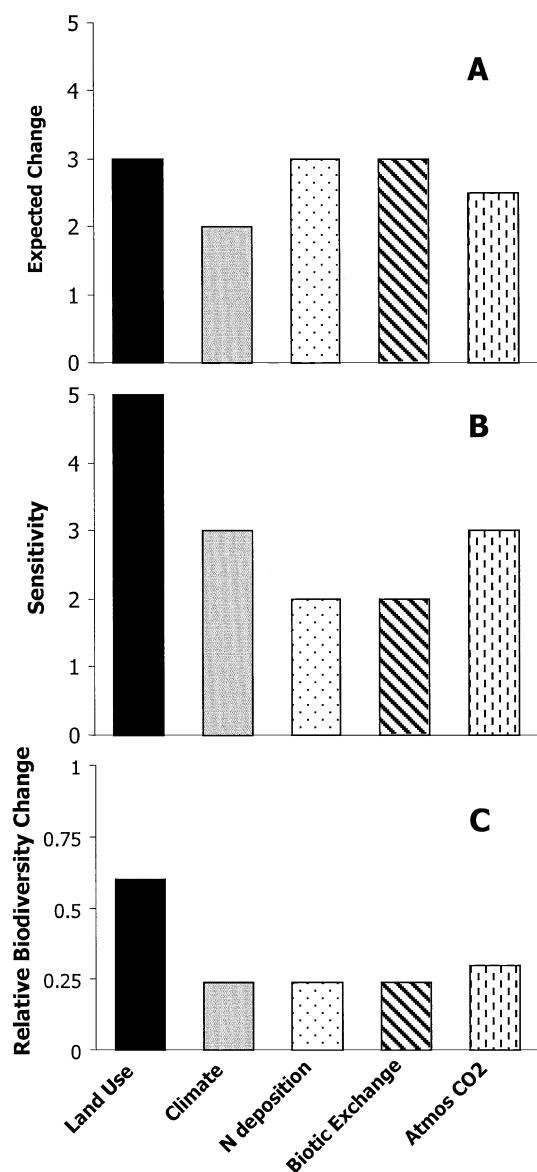 5
4
3
2
1
0
Expected Change
A
5
4
3
2
1
0
Sensitivity
B
1
0.75
0.5
0.25
0
Relative Biodiversity Change
C
Land Use
Climate
N deposition
Biotic Exchange
Atmos CO2